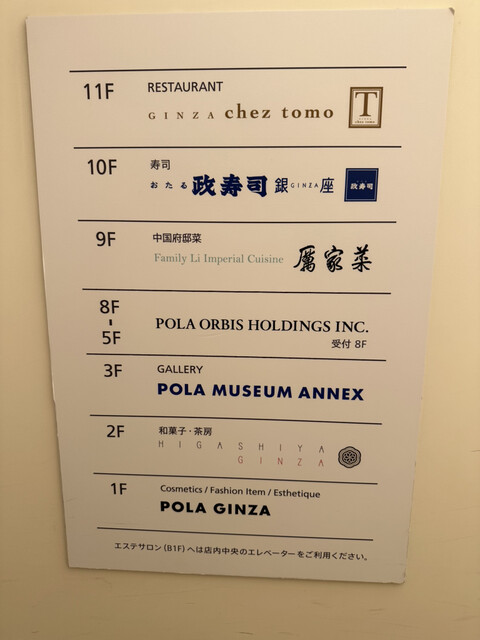 11F RESTAURANT
GINZA chez tomo T chez tomo
10F 寿司
おたる 政寿司 銀GINZA座 政寿司
9F 中国府邸菜
Family Li Imperial Cuisine 厲家菜
8F
-
5F
POLA ORBIS HOLDINGS INC.
受付 8F
3F GALLERY
POLA MUSEUM ANNEX
2F 和菓子・茶房
HIGASHIYA
GINZA
1F Cosmetics / Fashion Item / Esthetique
POLA GINZA
エステサロン(B1F)へは店内中央のエレベーターをご利用ください。